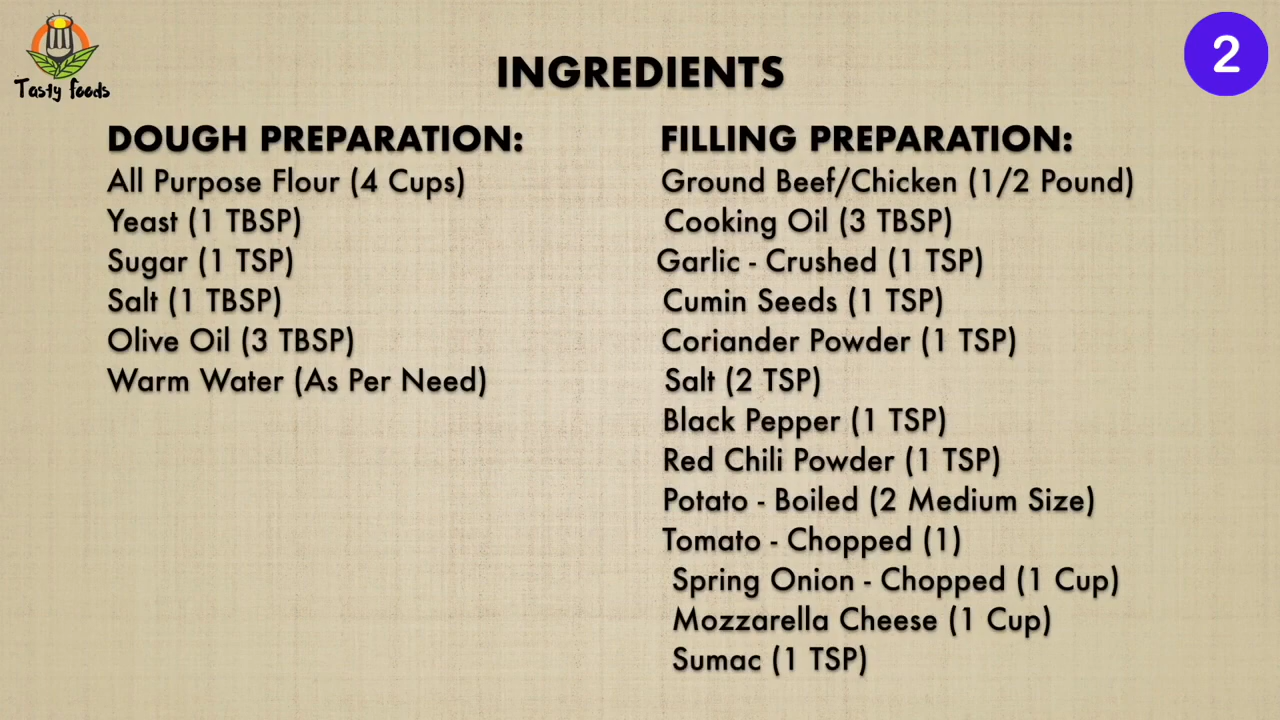 Tasty foods
2
INGREDIENTS
DOUGH PREPARATION:
All Purpose Flour (4 Cups)
Yeast (1 TBSP)
Sugar (1 TSP)
Salt (1 TBSP)
Olive Oil (3 TBSP)
Warm Water (As Per Need)
FILLING PREPARATION:
Ground Beef/Chicken (1/2 Pound)
Cooking Oil (3 TBSP)
Garlic - Crushed (1 TSP)
Cumin Seeds (1 TSP)
Coriander Powder (1 TSP)
Salt (2 TSP)
Black Pepper (1 TSP)
Red Chili Powder (1 TSP)
Potato - Boiled (2 Medium Size)
Tomato - Chopped (1)
Spring Onion - Chopped (1 Cup)
Mozzarella Cheese (1 Cup)
Sumac (1 TSP)